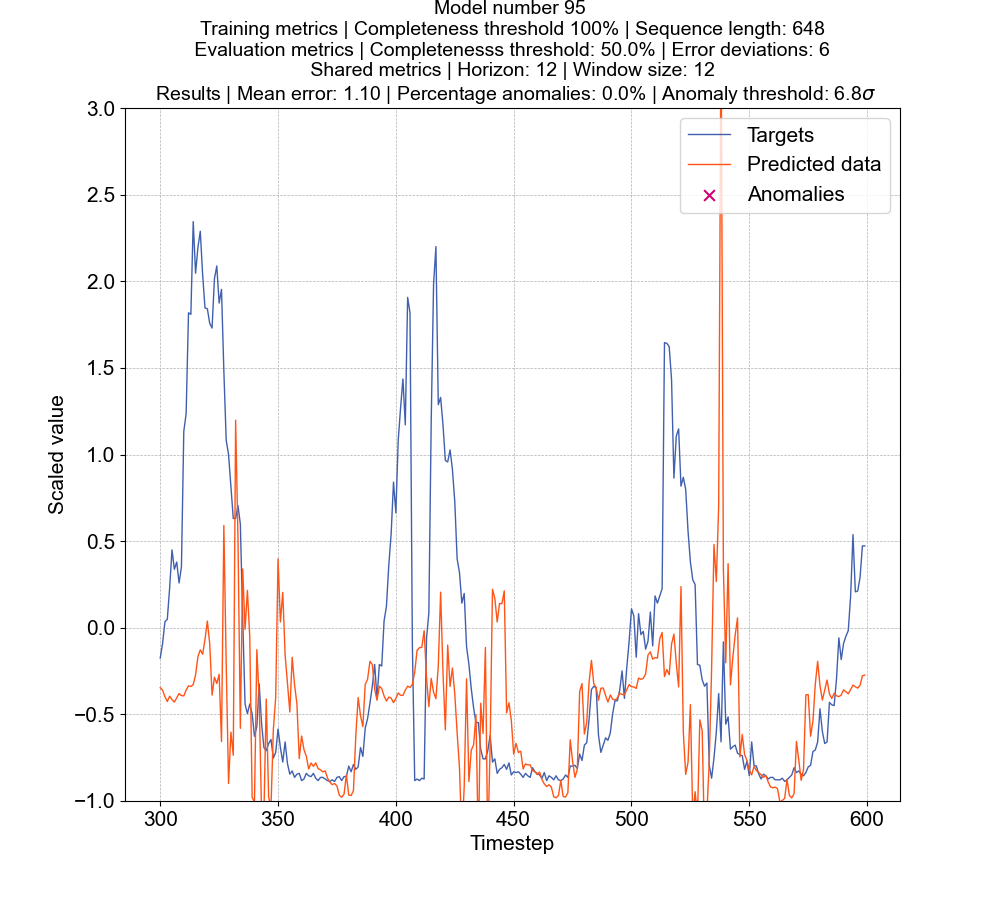 Model number 95
Training metrics | Completeness threshold 100% | Sequence length: 648
Evaluation metrics | Completenesss threshold: 50.0% | Error deviations: 6
Shared metrics | Horizon: 12 | Window size: 12
Results | Mean error: 1.10 | Percentage anomalies: 0.0% | Anomaly threshold: 6.8σ
Targets
Predicted data
Anomalies
Scaled value
3.0
2.5
2.0
1.5
1.0
0.5
0.0
−0.5
−1.0
300 350 400 450 500 550 600
Timestep